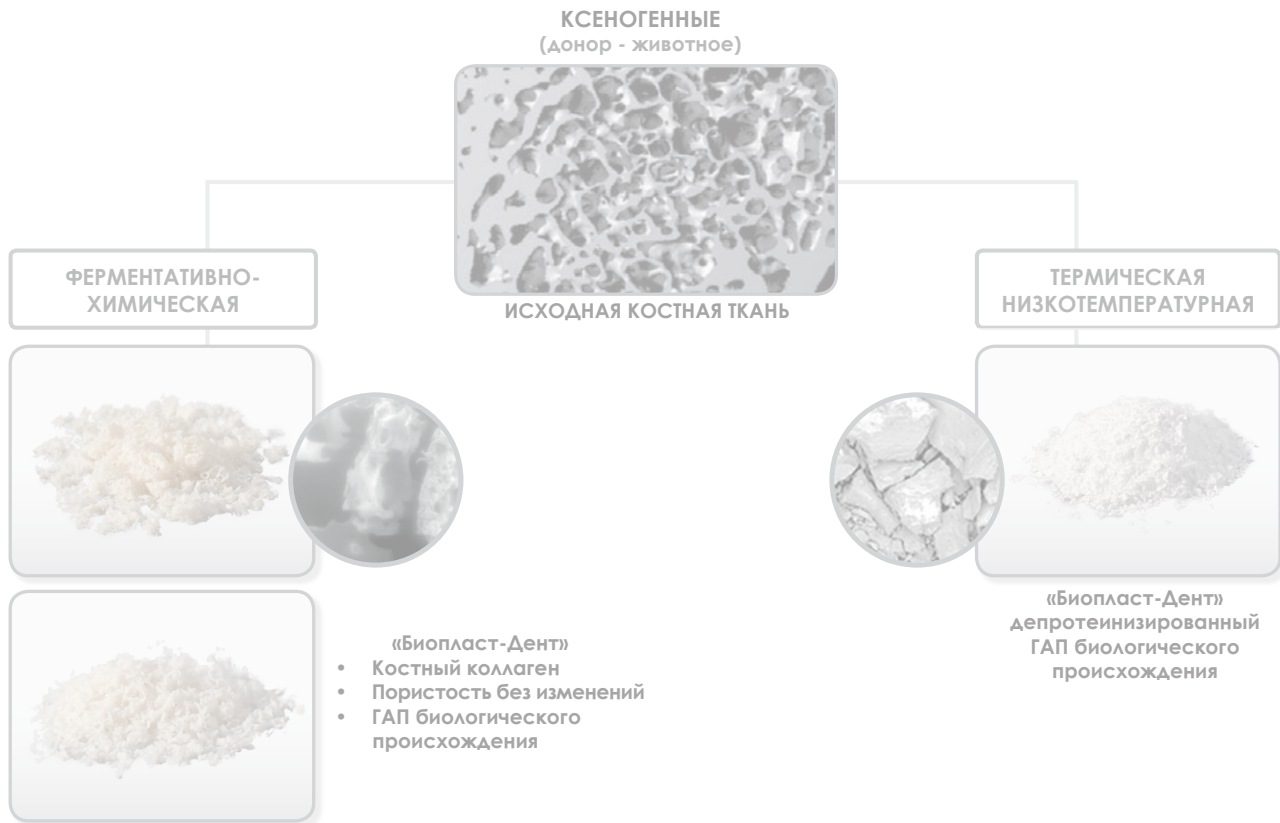 КСЕНОГЕННЫЕ
(донор - животное)
ФЕРМЕНТАТИВНО-
ХИМИЧЕСКАЯ
ИСХОДНАЯ КОСТНАЯ ТКАНЬ
ТЕРМИЧЕСКАЯ
НИЗКОТЕМПЕРАТУРНАЯ
«Биопласт-Дент»
• Костный коллаген
• Пористость без изменений
• ГАП биологического
происхождения
«Биопласт-Дент»
депротеинизированный
ГАП биологического
происхождения